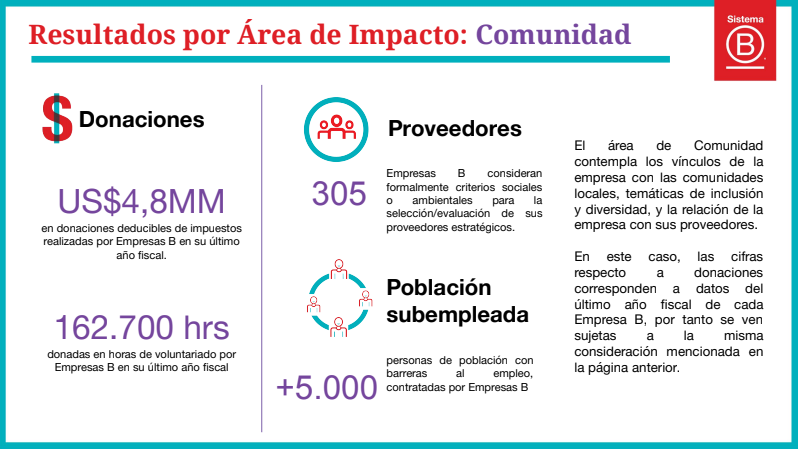 Resultados por Área de Impacto: Comunidad
Sistema
B
$ Donaciones
US$4,8MM
en donaciones deducibles de impuestos
realizadas por Empresas B en su último
año fiscal.
162.700 hrs
donadas en horas de voluntariado por
Empresas B en su último año fiscal
Proveedores
305
Empresas B consideran
formalmente criterios sociales
o ambientales para la
selección/evaluación de sus
proveedores estratégicos.
Población
subempleada
+5.000
personas de población con
barreras al empleo,
contratadas por Empresas B
El área de Comunidad
contempla los vínculos de la
empresa con las comunidades
locales, temáticas de inclusión
y diversidad, y la relación de la
empresa con sus proveedores.
En este caso, las cifras
respecto a donaciones
corresponden a datos del
último año fiscal de cada
Empresa B, por tanto se ven
sujetas a la misma
consideración mencionada en
la página anterior.